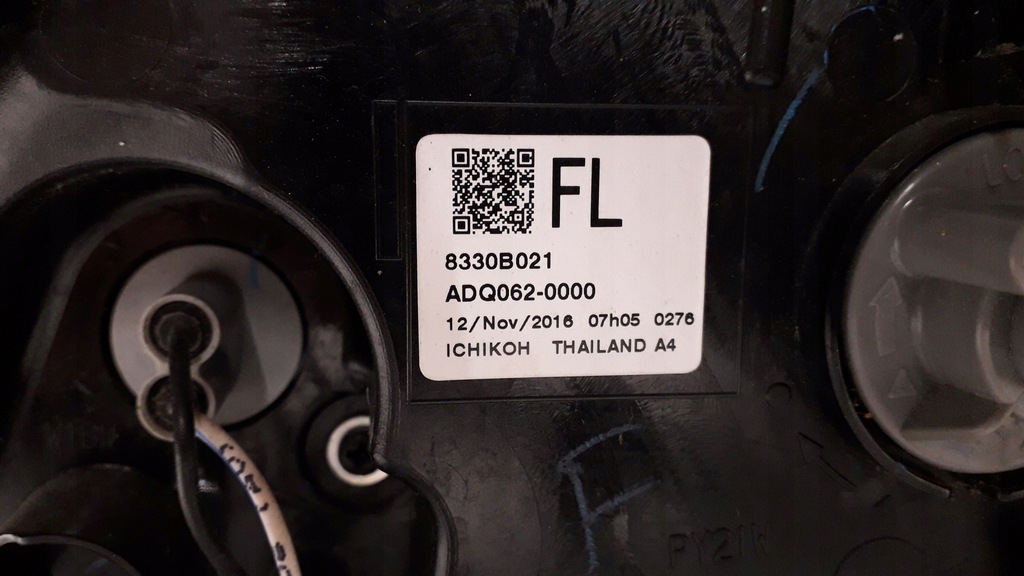 FL
8330B021
ADQ062-0000
12/Nov/2016 07h05 0276
ICHIKOH THAILAND A4